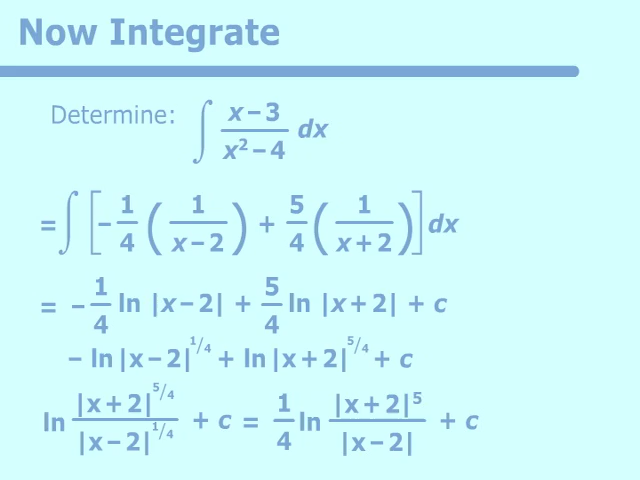 Now Integrate
Determine: ∫ x–3 / x² – 4 dx
= ∫ [ – 1/4 ( 1 / x – 2 ) + 5/4 ( 1 / x + 2 ) ] dx
= – 1/4 ln |x – 2| + 5/4 ln |x + 2| + c
– ln |x – 2|^1/4 + ln |x + 2|^5/4 + c
ln |x + 2|^5/4 / |x – 2|^1/4 + c = 1/4 ln |x + 2|⁵ / |x – 2| + c